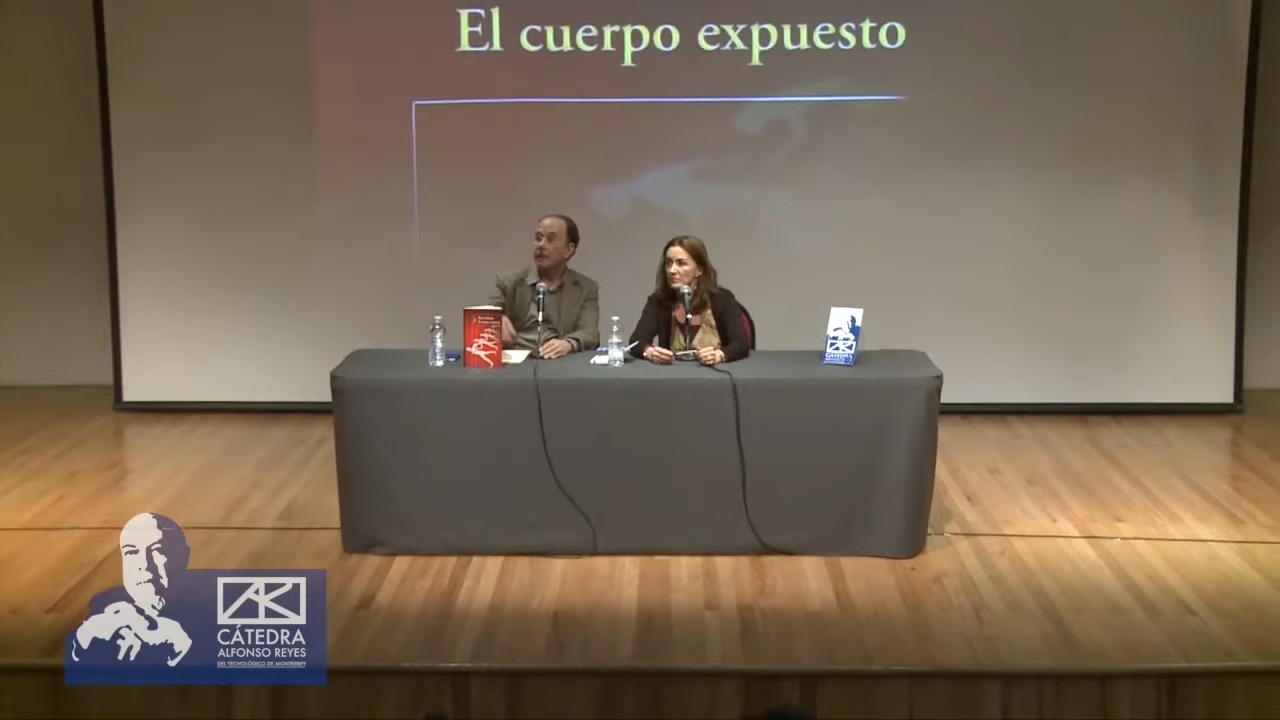 El cuerpo expuesto
CÁTEDRA
ALFONSO REYES
DEL TECNOLÓGICO DE MONTERREY